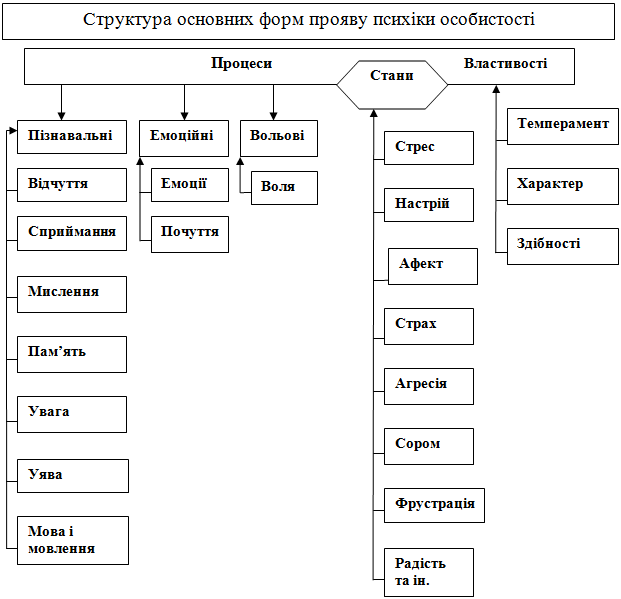 Структура основних форм прояву психіки особистості
Процеси
Стани
Властивості
Пізнавальні
Відчуття
Сприймання
Мислення
Пам’ять
Увага
Уява
Мова і
мовлення
Емоційні
Емоції
Почуття
Вольові
Воля
Стрес
Настрій
Афект
Страх
Агресія
Сором
Фрустрація
Радість
та ін.
Темперамент
Характер
Здібності